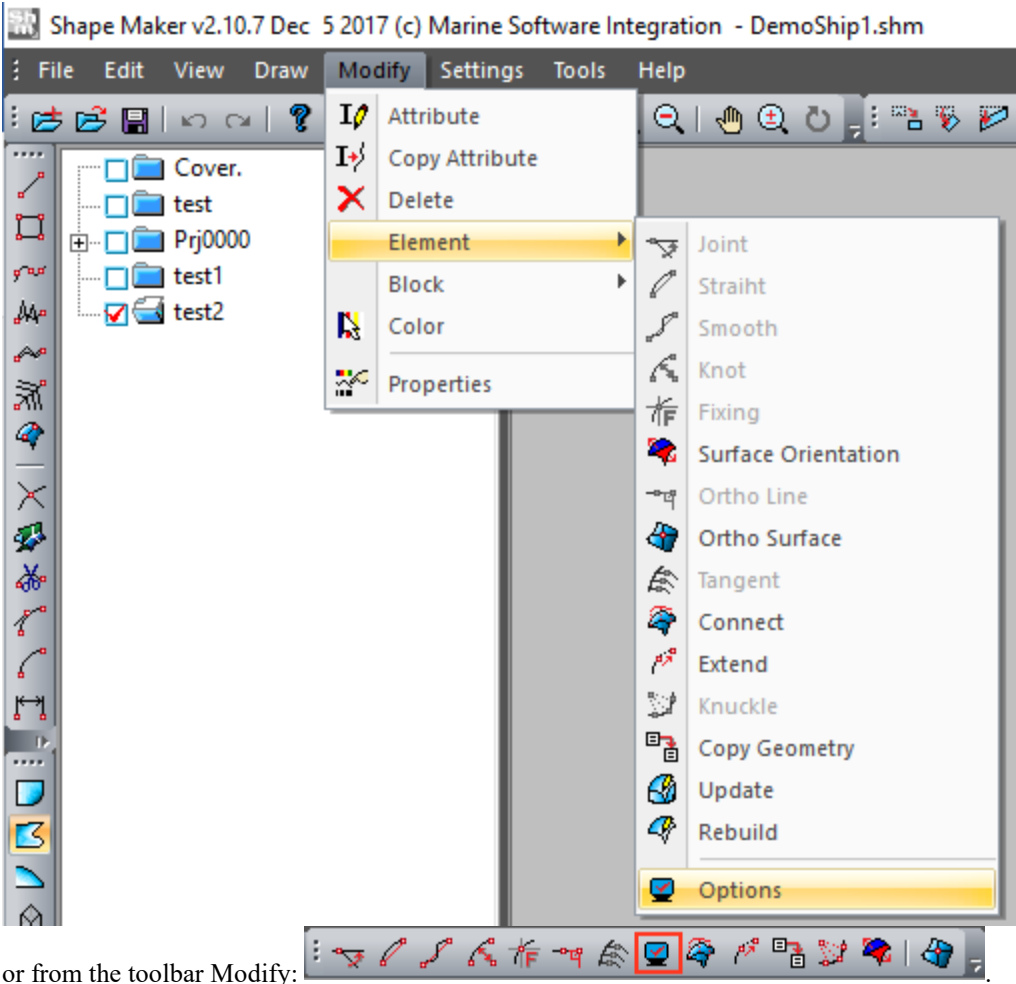 Shape Maker v2.10.7 Dec 5 2017 (c) Marine Software Integration - DemoShip1.shm
File Edit View Draw Modify Settings Tools Help
Attribute
Copy Attribute
Delete
Element
Block
Color
Properties
Cover.
test
Prj0000
test1
test2
Joint
Straiht
Smooth
Knot
Fixing
Surface Orientation
Ortho Line
Ortho Surface
Tangent
Connect
Extend
Knuckle
Copy Geometry
Update
Rebuild
Options
or from the toolbar Modify: .